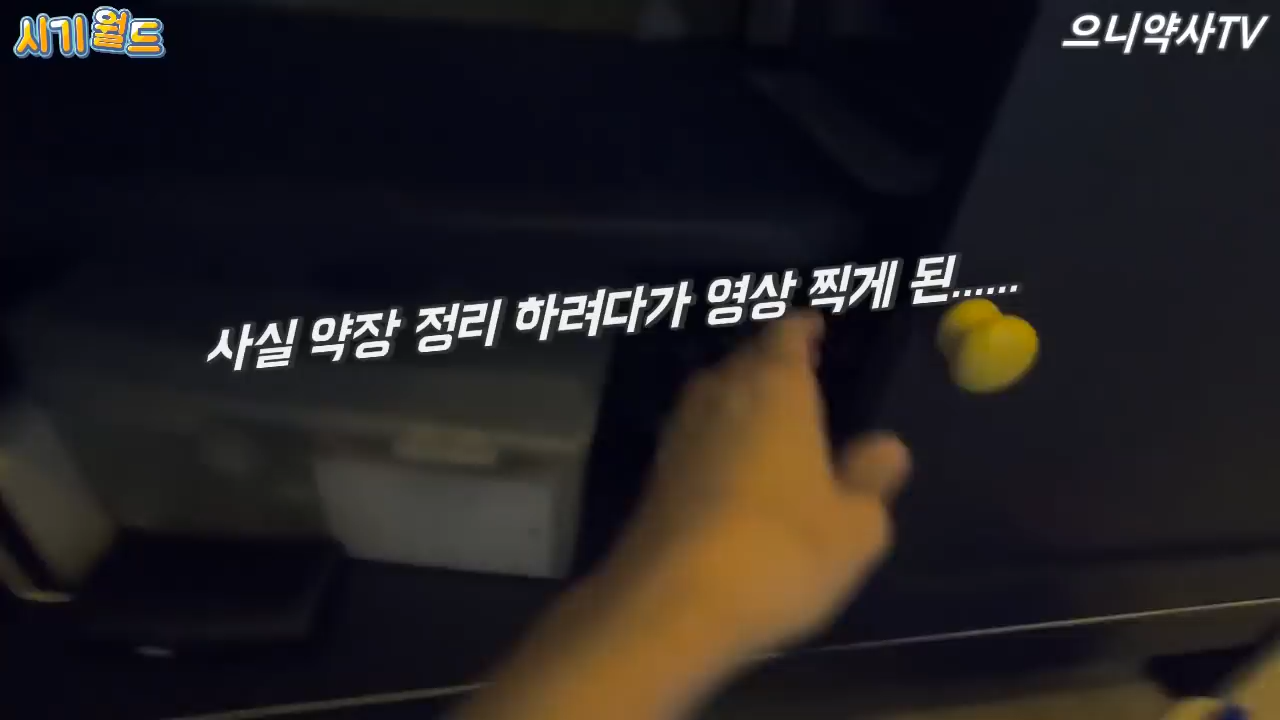 시기월드
으니약사TV
사실 약장 정리 하려다가 영상 찍게 된......